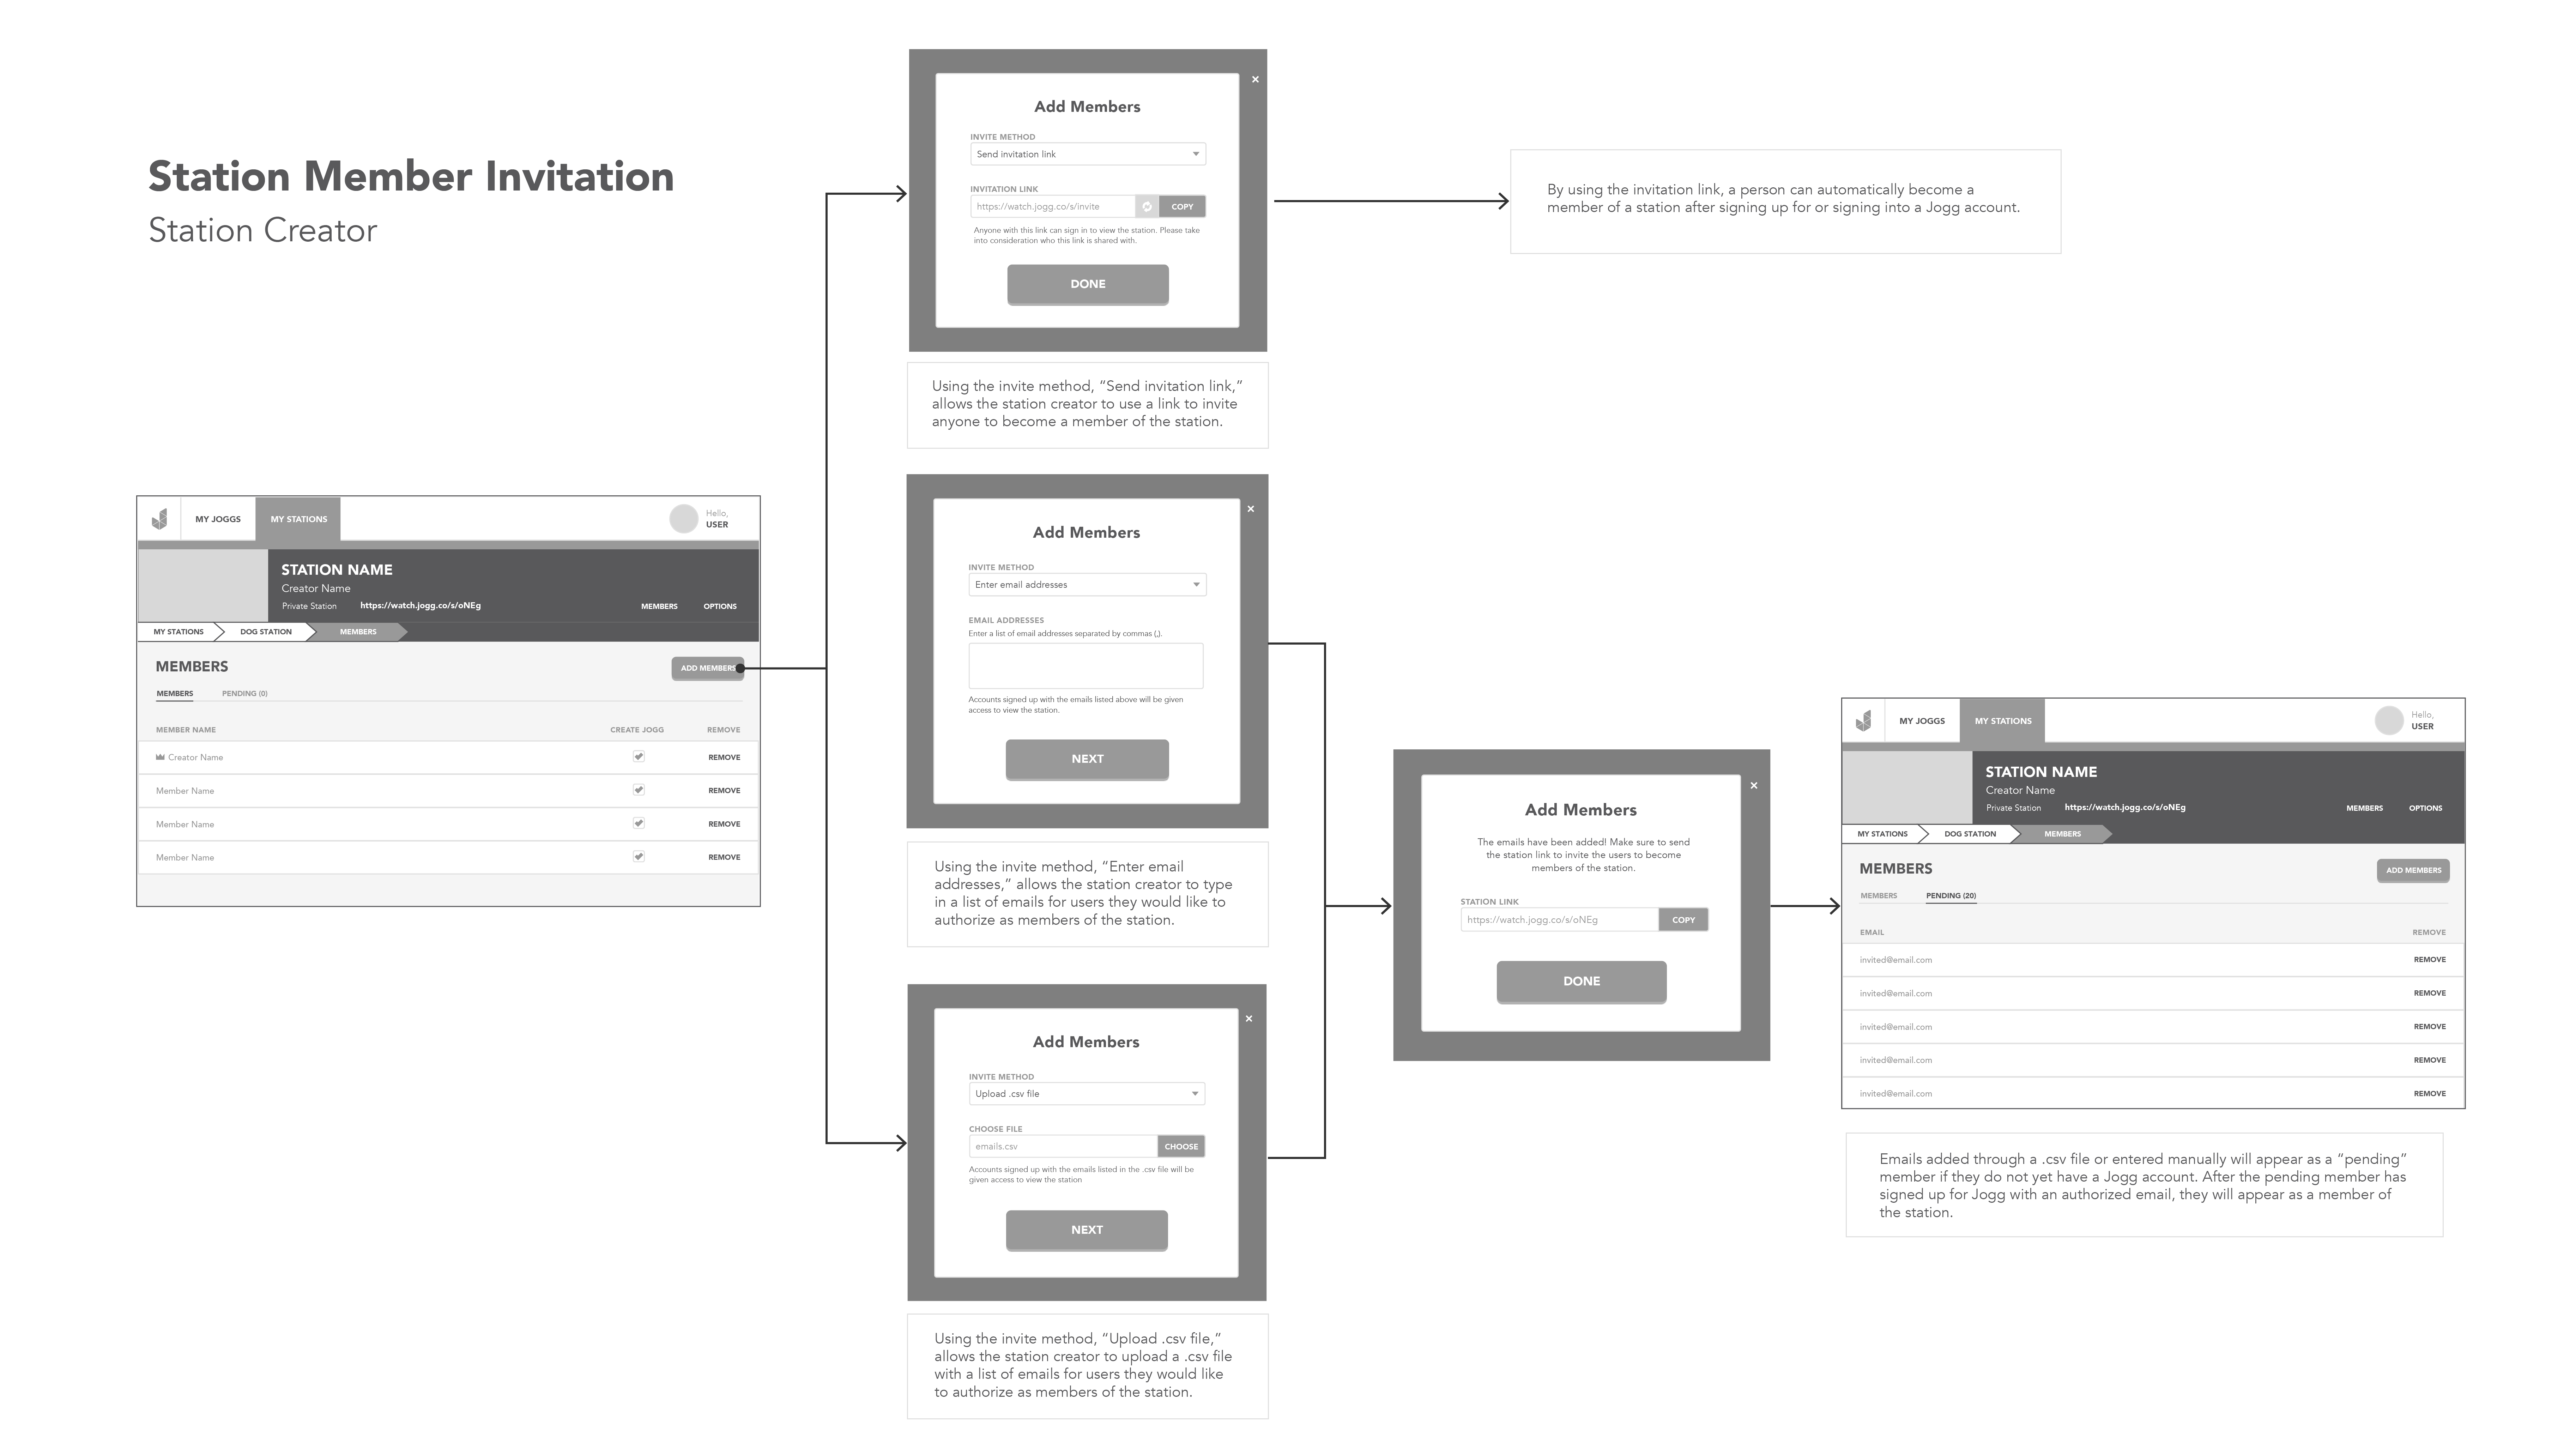 Station Member Invitation
Station Creator
MY JOGGS
MY STATIONS
Hello,
USER
STATION NAME
Creator Name
Private Station https://watch.jogg.co/s/oNEg
MEMBERS OPTIONS
MY STATIONS DOG STATION MEMBERS
MEMBERS
ADD MEMBERS
MEMBERS PENDING (0)
MEMBER NAME CREATE JOGG REMOVE
Creator Name REMOVE
Member Name REMOVE
Member Name REMOVE
Member Name REMOVE
Add Members
INVITE METHOD
Send invitation link
INVITATION LINK
https://watch.jogg.co/s/invite COPY
Anyone with this link can sign in to view the station. Please take
into consideration who this link is shared with.
DONE
Using the invite method, “Send invitation link,”
allows the station creator to use a link to invite
anyone to become a member of the station.
By using the invitation link, a person can automatically become a
member of a station after signing up for or signing into a Jogg account.
Add Members
INVITE METHOD
Enter email addresses
EMAIL ADDRESSES
Enter a list of email addresses separated by commas (,).
Accounts signed up with the emails listed above will be given
access to view the station.
NEXT
Using the invite method, “Enter email
addresses,” allows the station creator to type
in a list of emails for users they would like to
authorize as members of the station.
Add Members
INVITE METHOD
Upload .csv file
CHOOSE FILE
emails.csv CHOOSE
Accounts signed up with the emails listed in the .csv file will be
given access to view the station
NEXT
Using the invite method, “Upload .csv file,”
allows the station creator to upload a .csv file
with a list of emails for users they would like
to authorize as members of the station.
Add Members
The emails have been added! Make sure to send
the station link to invite the users to become
members of the station.
STATION LINK
https://watch.jogg.co/s/oNEg COPY
DONE
MY JOGGS
MY STATIONS
Hello,
USER
STATION NAME
Creator Name
Private Station https://watch.jogg.co/s/oNEg
MEMBERS OPTIONS
MY STATIONS DOG STATION MEMBERS
MEMBERS
ADD MEMBERS
MEMBERS PENDING (20)
EMAIL REMOVE
invited@email.com REMOVE
invited@email.com REMOVE
invited@email.com REMOVE
invited@email.com REMOVE
invited@email.com REMOVE
Emails added through a .csv file or entered manually will appear as a “pending”
member if they do not yet have a Jogg account. After the pending member has
signed up for Jogg with an authorized email, they will appear as a member of
the station.